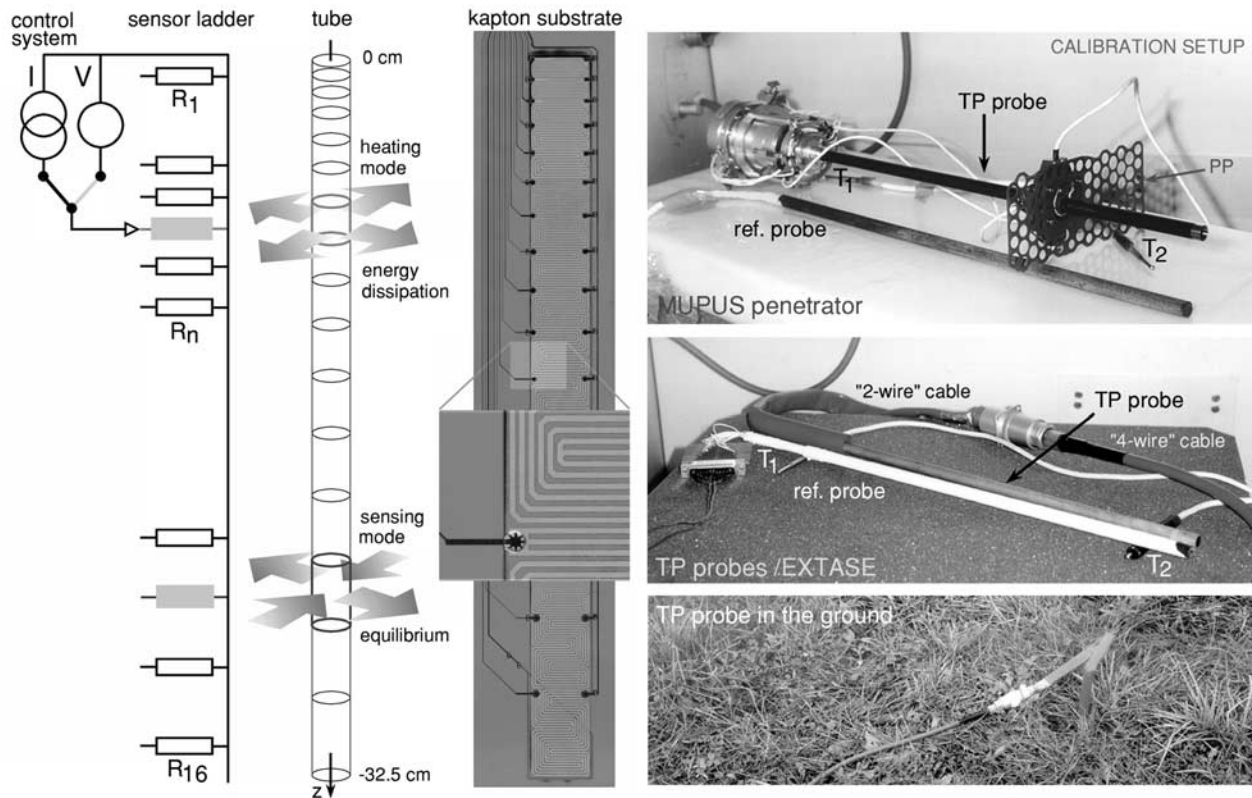 control
system
sensor ladder
tube
kapton substrate
I
V
R1
Rn
R16
0 cm
heating
mode
energy
dissipation
sensing
mode
equilibrium
-32.5 cm
z
CALIBRATION SETUP
TP probe
PP
T1
ref. probe
T2
MUPUS penetrator
"2-wire" cable
TP probe
"4-wire" cable
T1
ref. probe
T2
TP probes /EXTASE
TP probe in the ground